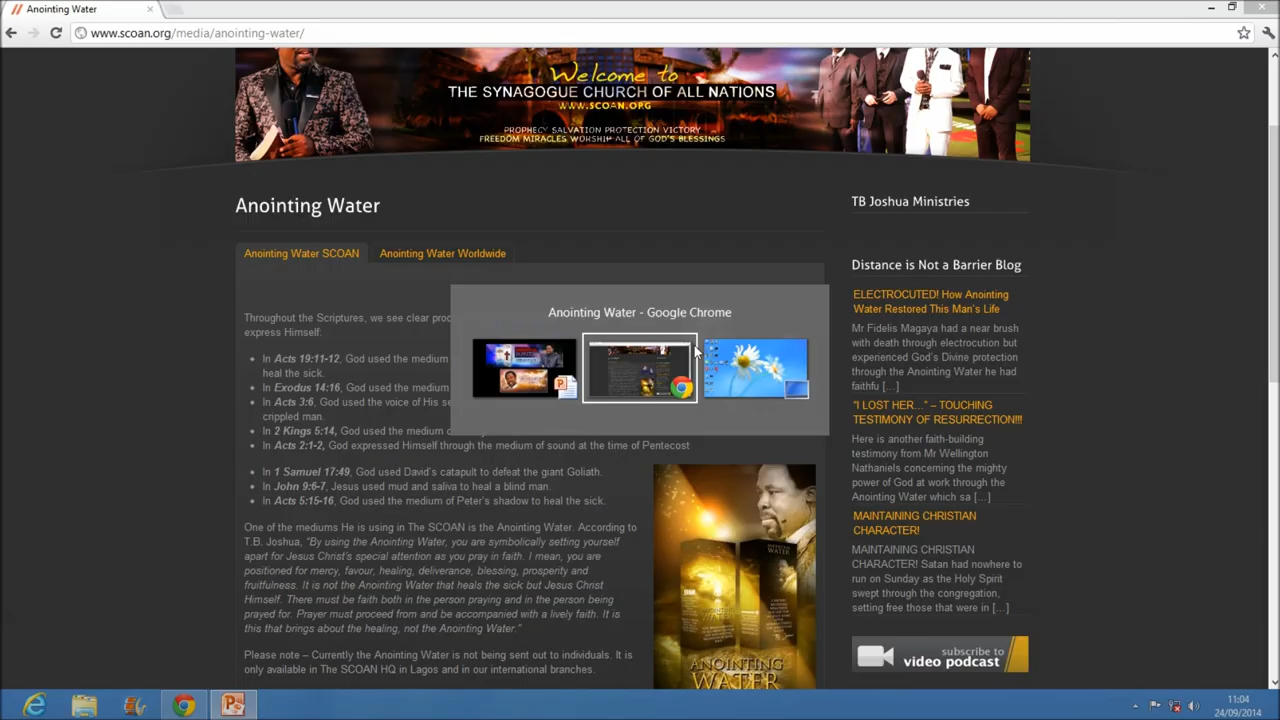 Anointing Water
www.scoan.org/media/anointing-water/
Welcome to
THE SYNAGOGUE CHURCH OF ALL NATIONS
WWW.SCOAN.ORG
PROPHECY SALVATION PROTECTION VICTORY
FREEDOM MIRACLES WORSHIP ALL OF GOD'S BLESSINGS
Anointing Water
Anointing Water SCOAN
Anointing Water Worldwide
Throughout the Scriptures, we see clear
express Himself:
In Acts 19:11-12, God used the medium
heal the sick.
In Exodus 14:16, God used the medium
In Acts 3:6, God used the voice of His
crippled man.
In 2 Kings 5:14, God used the medium
In Acts 2:1-2, God expressed Himself through the medium of sound at the time of Pentecost
In 1 Samuel 17:49, God used David's catapult to defeat the giant Goliath.
In John 9:6-7, Jesus used mud and saliva to heal a blind man.
In Acts 5:15-16, God used the medium of Peter's shadow to heal the sick.
One of the mediums He is using in The SCOAN is the Anointing Water. According to
T.B. Joshua, "By using the Anointing Water, you are symbolically setting yourself
apart for Jesus Christ's special attention as you pray in faith. I mean, you are
positioned for mercy, favour, healing, deliverance, blessing, prosperity and
fruitfulness. It is not the Anointing Water that heals the sick but Jesus Christ
Himself. There must be faith both in the person praying and in the person being
prayed for. Prayer must proceed from and be accompanied with a lively faith. It is
this that brings about the healing, not the Anointing Water."
Please note – Currently the Anointing Water is not being sent out to individuals. It is
only available in The SCOAN HQ in Lagos and in our international branches.
Anointing Water - Google Chrome
ANOINTING
WATER
ANOINTING
WATER
TB Joshua Ministries
Distance is Not a Barrier Blog
ELECTROCUTED! How Anointing
Water Restored This Man's Life
Mr Fidelis Magaya had a near brush
with death through electrocution but
experienced God's Divine protection
through the Anointing Water he had
faithfu [...]
"I LOST HER…" – TOUCHING
TESTIMONY OF RESURRECTION!!!
Here is another faith-building
testimony from Mr Wellington
Nathaniels concerning the mighty
power of God at work through the
Anointing Water which sa [...]
MAINTAINING CHRISTIAN
CHARACTER!
MAINTAINING CHRISTIAN
CHARACTER! Satan had nowhere to
run on Sunday as the Holy Spirit
swept through the congregation,
setting free those that were in [...]
subscribe to
video podcast
11:04
24/09/2014